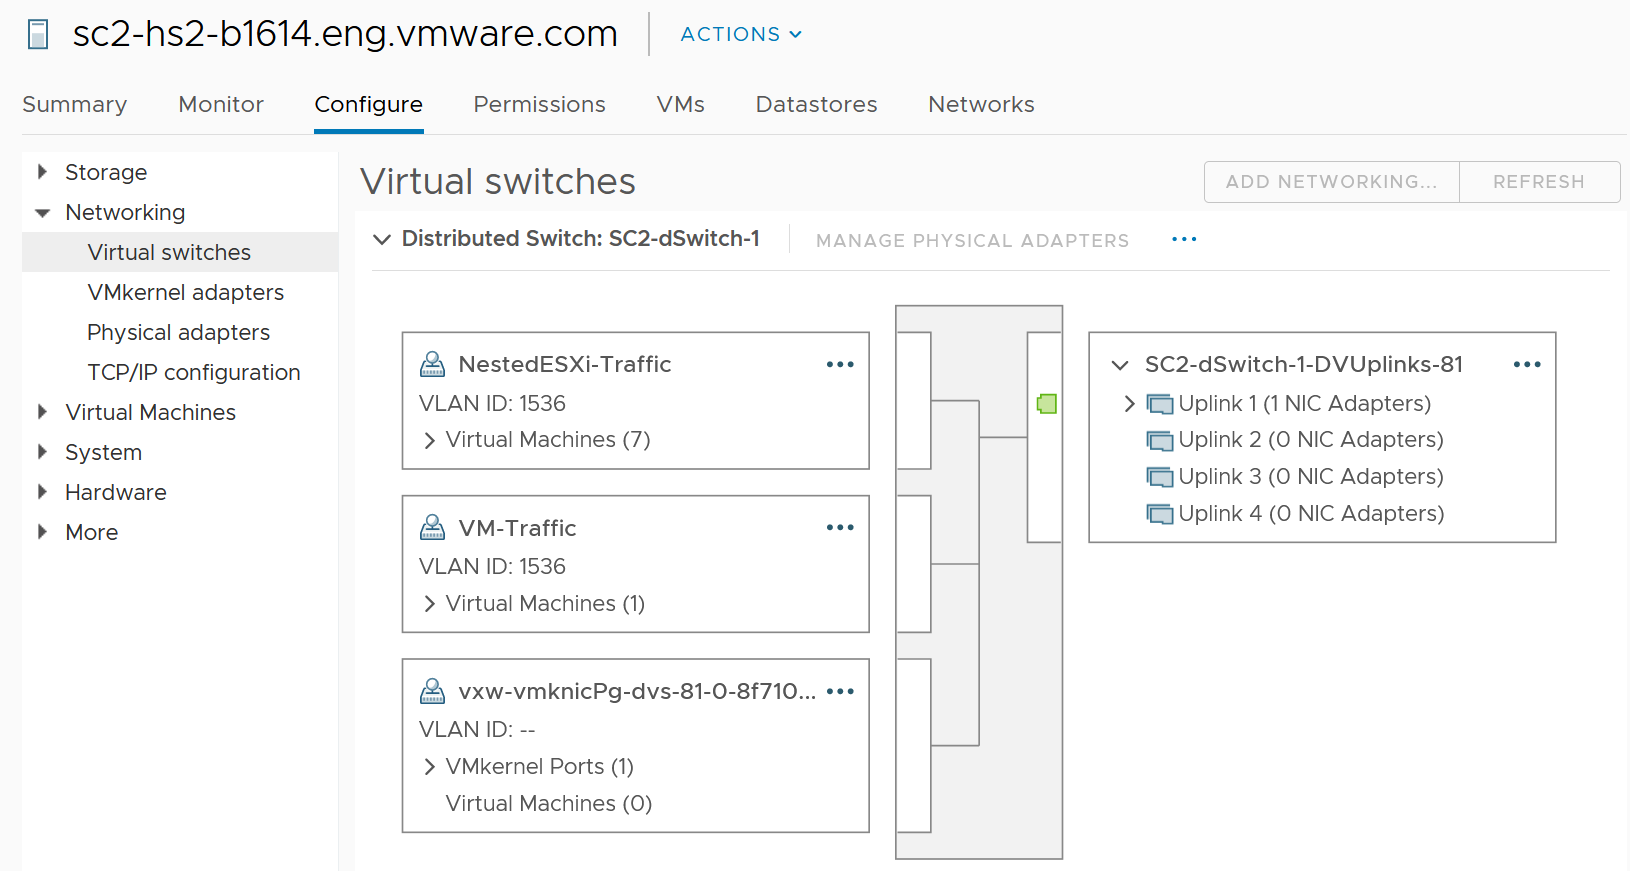 sc2-hs2-b1614.eng.vmware.com
ACTIONS
Summary
Monitor
Configure
Permissions
VMs
Datastores
Networks
Storage
Networking
Virtual switches
VMkernel adapters
Physical adapters
TCP/IP configuration
Virtual Machines
System
Hardware
More
Virtual switches
ADD NETWORKING...
REFRESH
Distributed Switch: SC2-dSwitch-1
MANAGE PHYSICAL ADAPTERS
...
NestedESXi-Traffic
...
VLAN ID: 1536
Virtual Machines (7)
VM-Traffic
...
VLAN ID: 1536
Virtual Machines (1)
vxw-vmknicPg-dvs-81-0-8f710...
...
VLAN ID: --
VMkernel Ports (1)
Virtual Machines (0)
SC2-dSwitch-1-DVUplinks-81
...
Uplink 1 (1 NIC Adapters)
Uplink 2 (0 NIC Adapters)
Uplink 3 (0 NIC Adapters)
Uplink 4 (0 NIC Adapters)